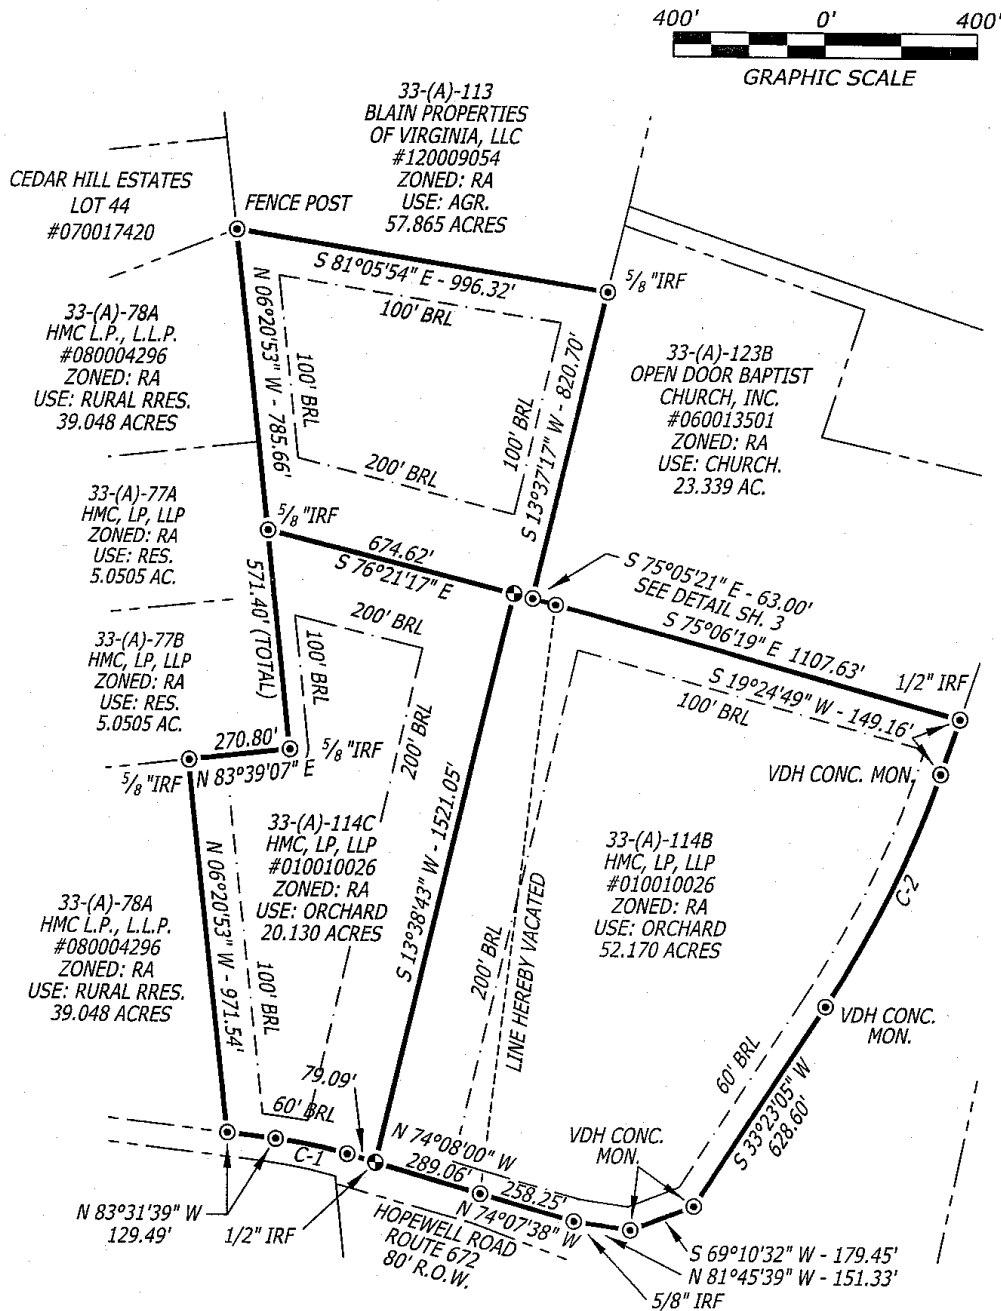 400' 0' 400'
GRAPHIC SCALE
33-(A)-113
BLAIN PROPERTIES
OF VIRGINIA, LLC
#120009054
ZONED: RA
USE: AGR.
57.865 ACRES
CEDAR HILL ESTATES
LOT 44
#070017420
FENCE POST
S 81°05'54" E - 996.32'
100' BRL
5/8 "IRF
33-(A)-78A
HMC L.P., L.L.P.
#080004296
ZONED: RA
USE: RURAL RRES.
39.048 ACRES
N 06°20'53" W - 785.66'
100' BRL
100' BRL
200' BRL
S 13°37'17" W - 820.70'
33-(A)-123B
OPEN DOOR BAPTIST
CHURCH, INC.
#060013501
ZONED: RA
USE: CHURCH.
23.339 AC.
33-(A)-77A
HMC, LP, LLP
ZONED: RA
USE: RES.
5.0505 AC.
5/8 "IRF
674.62'
S 76°21'17" E
S 75°05'21" E - 63.00'
SEE DETAIL SH. 3
S 75°06'19" E 1107.63'
571.40' (TOTAL)
200' BRL
100' BRL
33-(A)-77B
HMC, LP, LLP
ZONED: RA
USE: RES.
5.0505 AC.
S 19°24'49" W - 149.16'
100' BRL
1/2" IRF
VDH CONC. MON.
270.80'
N 83°39'07" E
5/8 "IRF
5/8 "IRF
200' BRL
33-(A)-114C
HMC, LP, LLP
#010010026
ZONED: RA
USE: ORCHARD
20.130 ACRES
S 13°38'43" W - 1521.05'
33-(A)-114B
HMC, LP, LLP
#010010026
ZONED: RA
USE: ORCHARD
52.170 ACRES
C-2
33-(A)-78A
HMC L.P., L.L.P.
#080004296
ZONED: RA
USE: RURAL RRES.
39.048 ACRES
N 06°20'53" W - 971.54'
100' BRL
200' BRL
LINE HEREBY VACATED
VDH CONC.
MON.
60' BRL
S 33°23'05" W
628.60'
79.09'
60' BRL
C-1
N 74°08'00" W
289.06'
VDH CONC.
MON.
258.25'
N 74°07'38" W
N 83°31'39" W
129.49'
1/2" IRF
HOPEWELL ROAD
ROUTE 672
80' R.O.W.
S 69°10'32" W - 179.45'
N 81°45'39" W - 151.33'
5/8" IRF